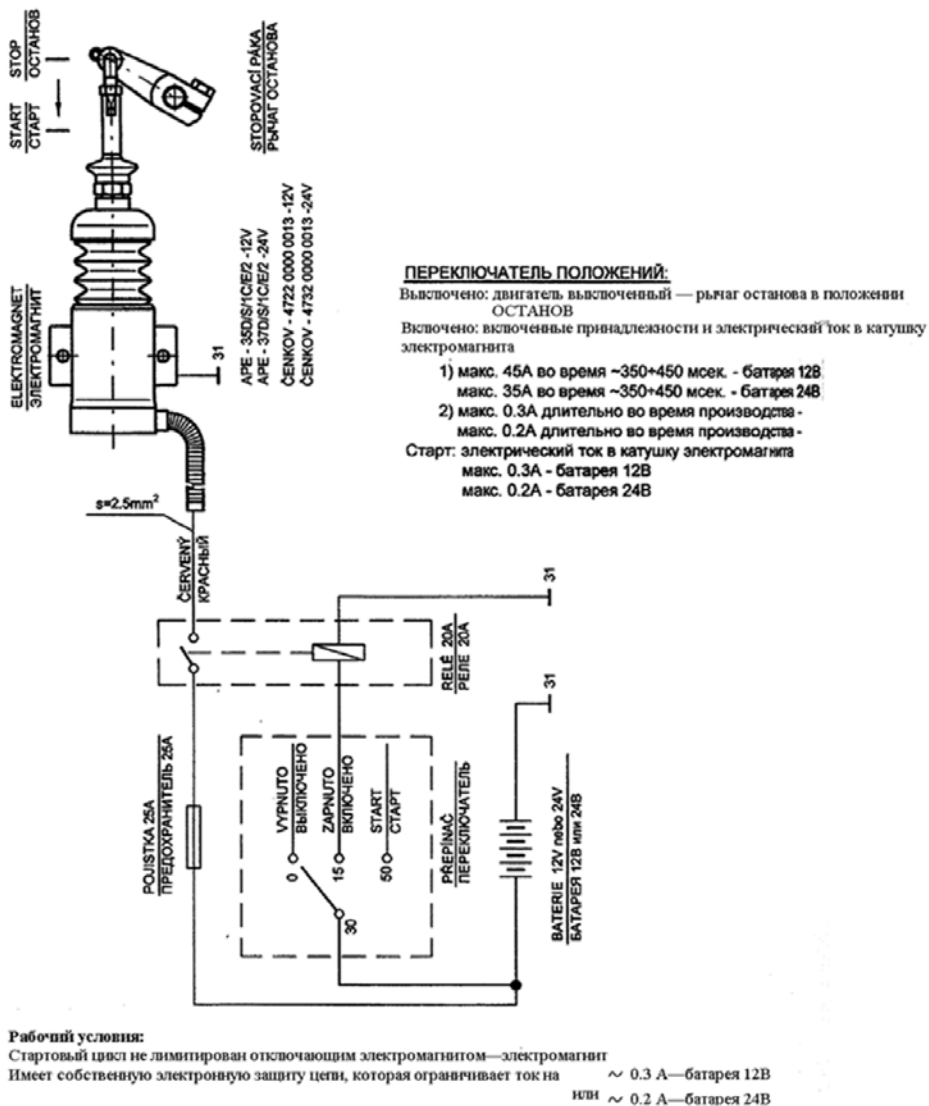 STOP
ОСТАНОВ
START
СТАРТ
STOPOVACÍ PÁKA
РЫЧАГ ОСТАНОВА
ELEKTROMAGNET
ЭЛЕКТРОМАГНИТ
31
APE - 35D/S/1C/E/2 -12V
APE - 37D/S/1C/E/2 -24V
ČENKOV - 4722 0000 0013 -12V
ČENKOV - 4732 0000 0013 -24V
ПЕРЕКЛЮЧАТЕЛЬ ПОЛОЖЕНИЙ:
Выключено: двигатель выключенный — рычаг останова в положении
ОСТАНОВ
Включено: включенные принадлежности и электрический ток в катушку
электромагнита
1) макс. 45А во время ~350+450 мсек. - батарея 12В
макс. 35А во время ~350+450 мсек. - батарея 24В
2) макс. 0.3А длительно во время производства -
макс. 0.2А длительно во время производства -
Старт: электрический ток в катушку электромагнита
макс. 0.3А - батарея 12В
макс. 0.2А - батарея 24В
s=2.5mm²
ČERVENÝ
КРАСНЫЙ
31
RELÉ 20A
РЕЛЕ 20А
31
POJISTKA 25A
ПРЕДОХРАНИТЕЛЬ 25А
VYPNUTO
ВЫКЛЮЧЕНО
ZAPNUTO
ВКЛЮЧЕНО
START
СТАРТ
0
15
50
30
PŘEPÍNAČ
ПЕРЕКЛЮЧАТЕЛЬ
BATERIE 12V nebo 24V
БАТАРЕЯ 12В или 24В
Рабочий условия:
Стартовый цикл не лимитирован отключающим электромагнитом—электромагнит
Имеет собственную электронную защиту цепи, которая ограничивает ток на ~ 0.3 А—батарея 12В
или ~ 0.2 А—батарея 24В